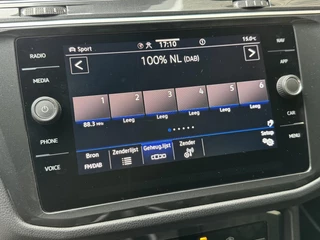 RADIO
MEDIA
PHONE
VOICE
Sport
17:10
15.0°C
100% NL (DAB)
1 2 3 4 5 6
88.3 MHz Leeg Leeg Leeg Leeg Leeg
Setup
Bron
FM/DAB
Zenderlijst
Geheug.lijst
Zender
NAV
APP
CAR
MENU